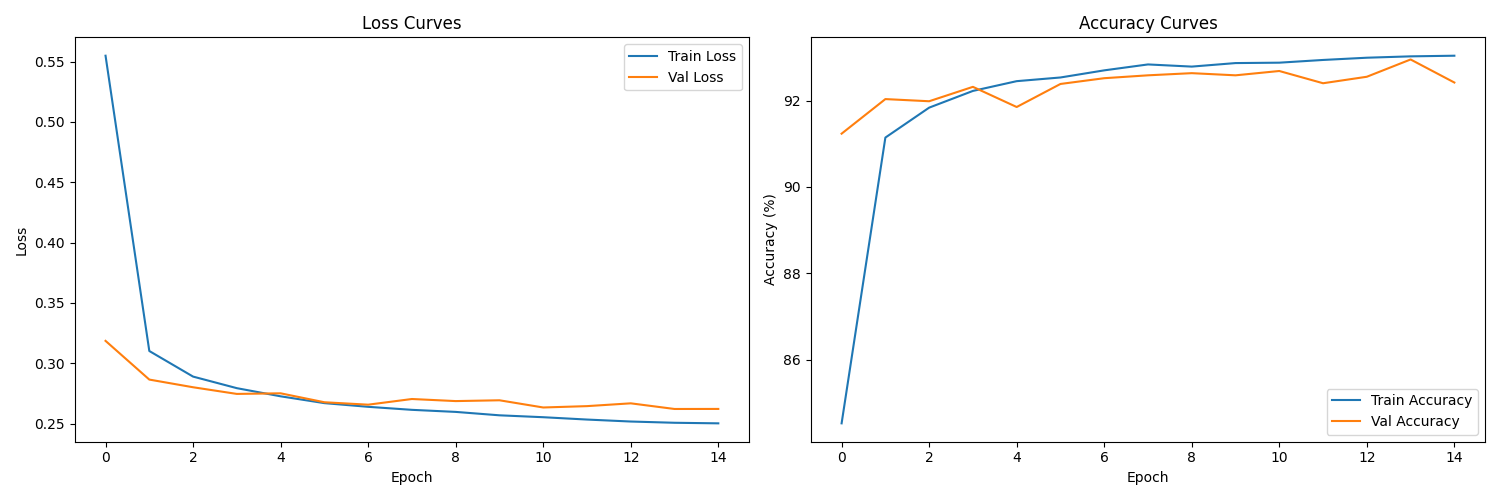 Loss Curves
Train Loss
Val Loss
0.55
0.50
0.45
0.40
0.35
0.30
0.25
Loss
0 2 4 6 8 10 12 14
Epoch
Accuracy Curves
92
90
88
86
Accuracy (%)
Train Accuracy
Val Accuracy
0 2 4 6 8 10 12 14
Epoch